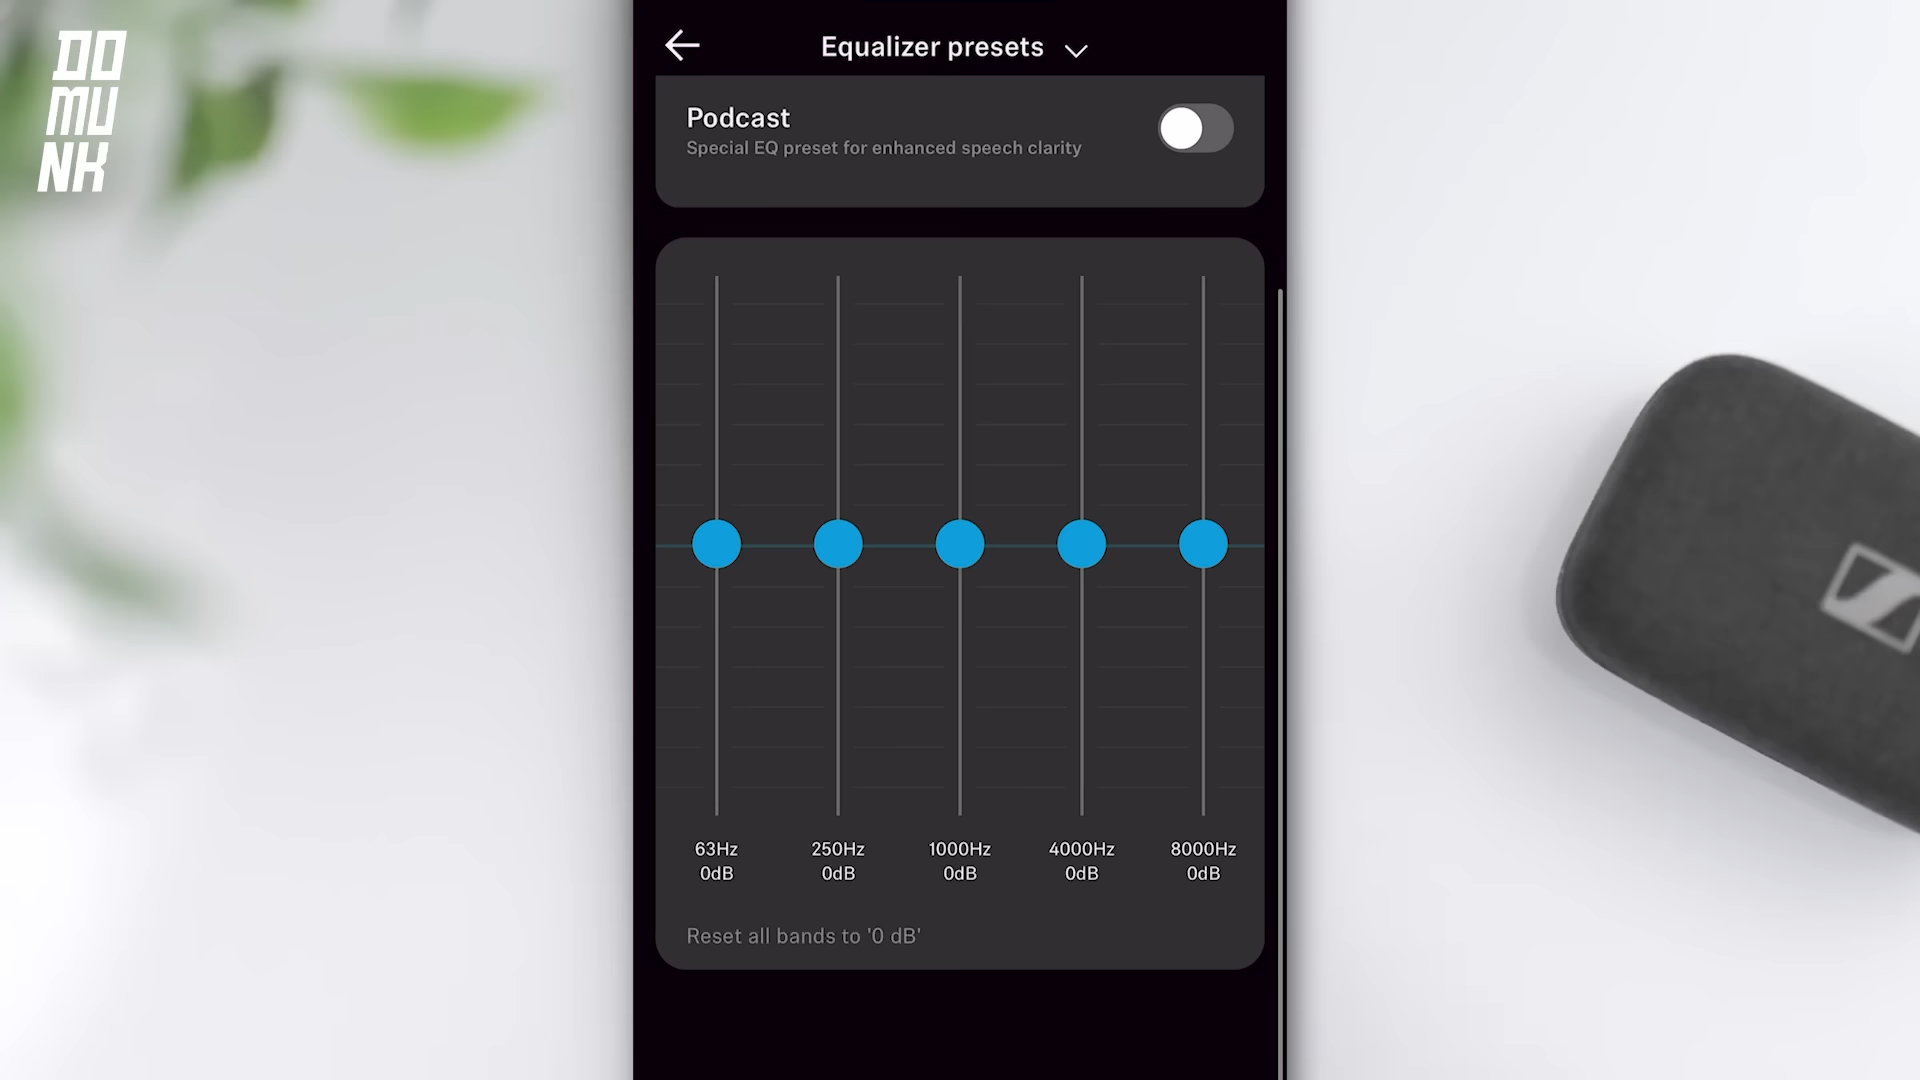 DO
MU
NK
Equalizer presets
Podcast
Special EQ preset for enhanced speech clarity
63Hz 250Hz 1000Hz 4000Hz 8000Hz
0dB 0dB 0dB 0dB 0dB
Reset all bands to '0 dB'